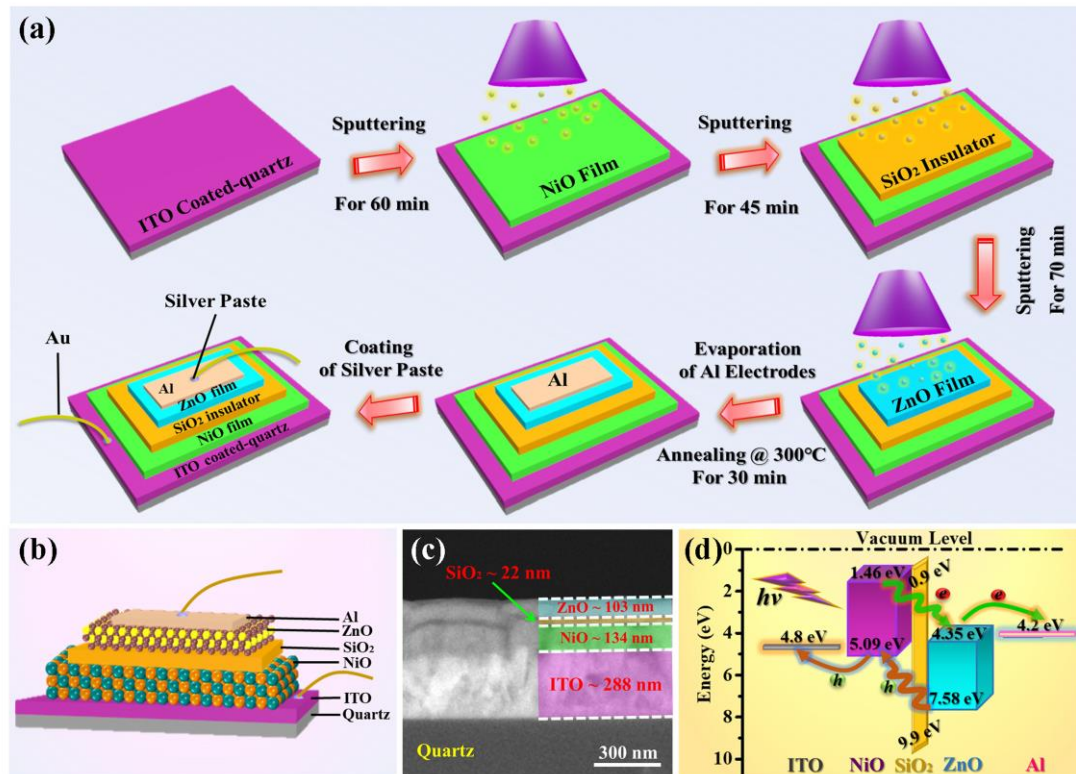 (a)
ITO Coated-quartz
Sputtering
For 60 min
NiO Film
Sputtering
For 45 min
SiO₂ Insulator
Sputtering
For 70 min
ZnO Film
Evaporation
of Al Electrodes
Annealing @ 300℃
For 30 min
Al
Coating
of Silver Paste
Silver Paste
Au
Al
ZnO film
SiO₂ insulator
NiO film
ITO coated-quartz
(b)
Al
ZnO
SiO₂
NiO
ITO
Quartz
(c)
SiO₂ ~ 22 nm
ZnO ~ 103 nm
NiO ~ 134 nm
ITO ~ 288 nm
Quartz
300 nm
(d)
Vacuum Level
Energy (eV)
0
2
4
6
8
10
hν
1.46 eV
0.9 eV
e
e
4.8 eV
5.09 eV
4.35 eV
4.2 eV
h
h
7.58 eV
9.9 eV
ITO
NiO
SiO₂
ZnO
Al